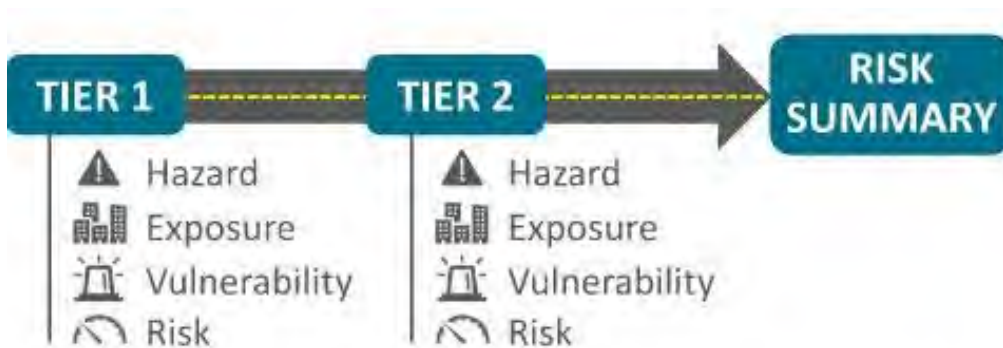 TIER 1
TIER 2
RISK
SUMMARY
Hazard
Exposure
Vulnerability
Risk
Hazard
Exposure
Vulnerability
Risk